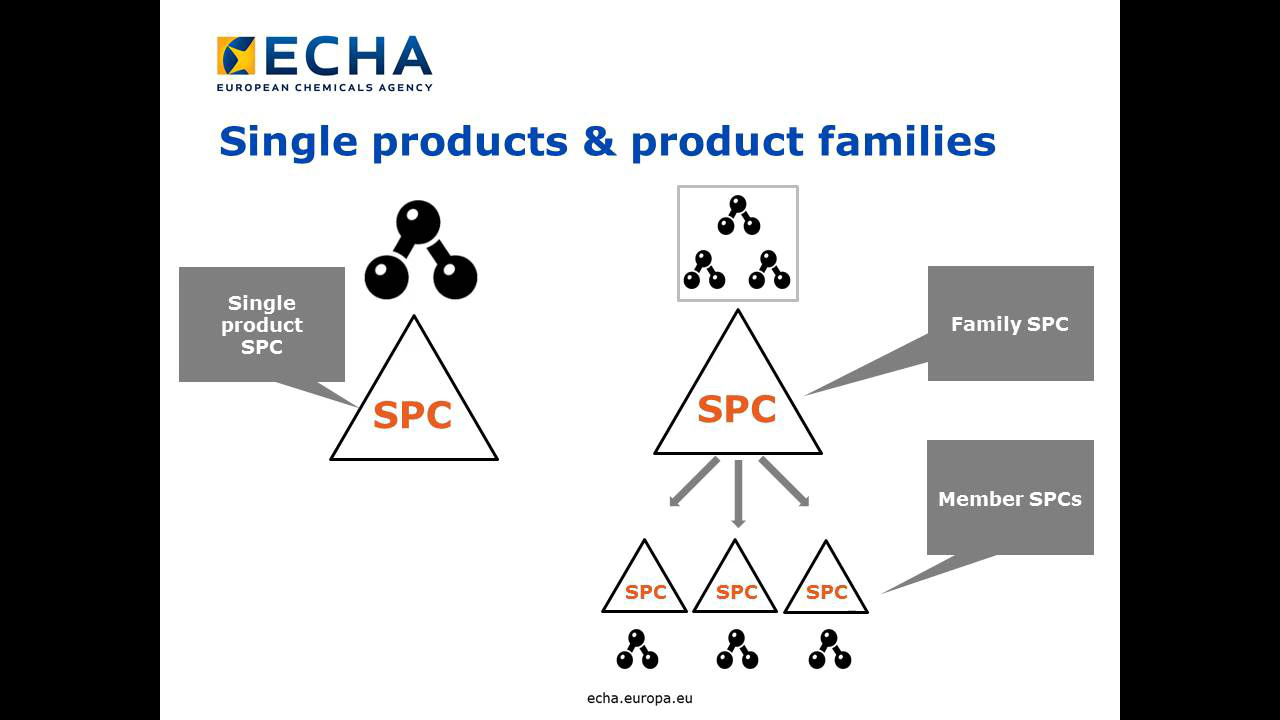 ECHA
EUROPEAN CHEMICALS AGENCY
Single products & product families
Single
product
SPC
SPC
SPC
Family SPC
Member SPCs
SPC
SPC
SPC
echa.europa.eu